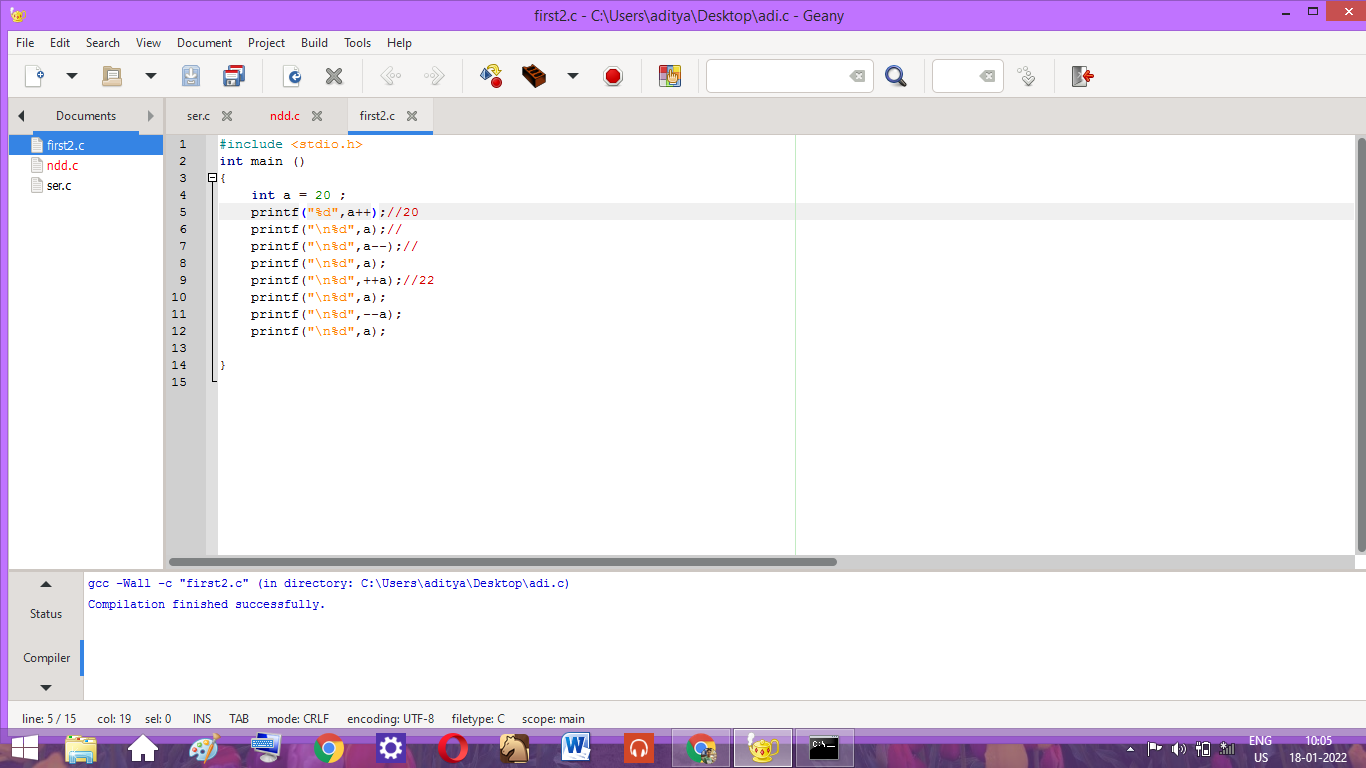 first2.c - C:\Users\aditya\Desktop\adi.c - Geany
File Edit Search View Document Project Build Tools Help
Documents
ser.c ndd.c first2.c
first2.c
ndd.c
ser.c
1 #include <stdio.h>
2 int main ()
3 {
4 int a = 20 ;
5 printf("%d",a++);//20
6 printf("\n%d",a);//
7 printf("\n%d",a--);//
8 printf("\n%d",a);
9 printf("\n%d",++a);//22
10 printf("\n%d",a);
11 printf("\n%d",--a);
12 printf("\n%d",a);
13
14 }
15
Status
Compiler
gcc -Wall -c "first2.c" (in directory: C:\Users\aditya\Desktop\adi.c)
Compilation finished successfully.
line: 5 / 15 col: 19 sel: 0 INS TAB mode: CRLF encoding: UTF-8 filetype: C scope: main
ENG
US
10:05
18-01-2022